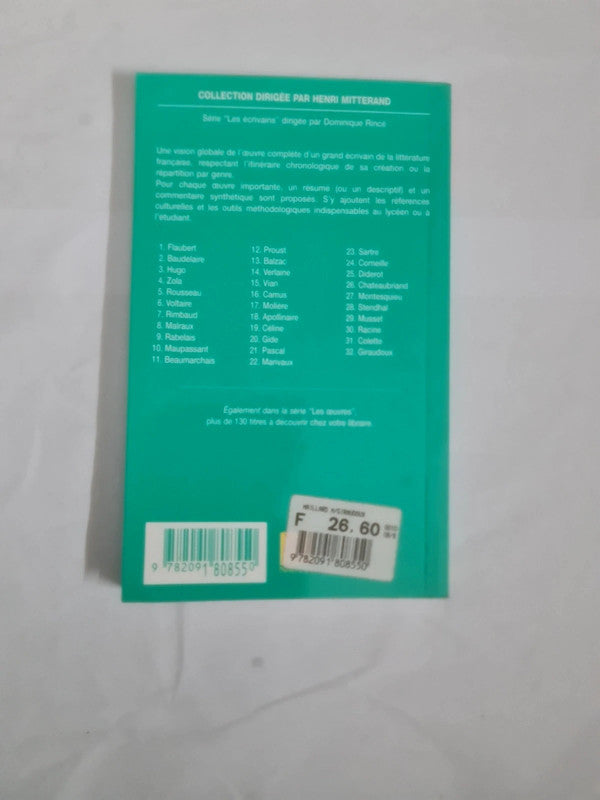 COLLECTION DIRIGÉE PAR HENRI MITTERAND
Série "Les écrivains" dirigée par Dominique Rincé
Une vision globale de l'œuvre complète d'un grand écrivain de la littérature
française, respectant l'itinéraire chronologique de sa création ou la
répartition par genre.
Pour chaque œuvre importante, un résumé (ou un descriptif) et un
commentaire synthétique sont proposés. S'y ajoutent les références
culturelles et les outils méthodologiques indispensables au lycéen ou à
l'étudiant.
1. Flaubert
2. Baudelaire
3. Hugo
4. Zola
5. Rousseau
6. Voltaire
7. Rimbaud
8. Malraux
9. Rabelais
10. Maupassant
11. Beaumarchais
12. Proust
13. Balzac
14. Verlaine
15. Vian
16. Camus
17. Molière
18. Apollinaire
19. Céline
20. Gide
21. Pascal
22. Marivaux
23. Sartre
24. Corneille
25. Diderot
26. Chateaubriand
27. Montesquieu
28. Stendhal
29. Musset
30. Racine
31. Colette
32. Giraudoux
Également dans la série "Les œuvres",
plus de 130 titres à découvrir chez votre libraire.
MAILLARD M/GIRAUDOUX
F 26.60
9 782091 808550
9 782091 808550